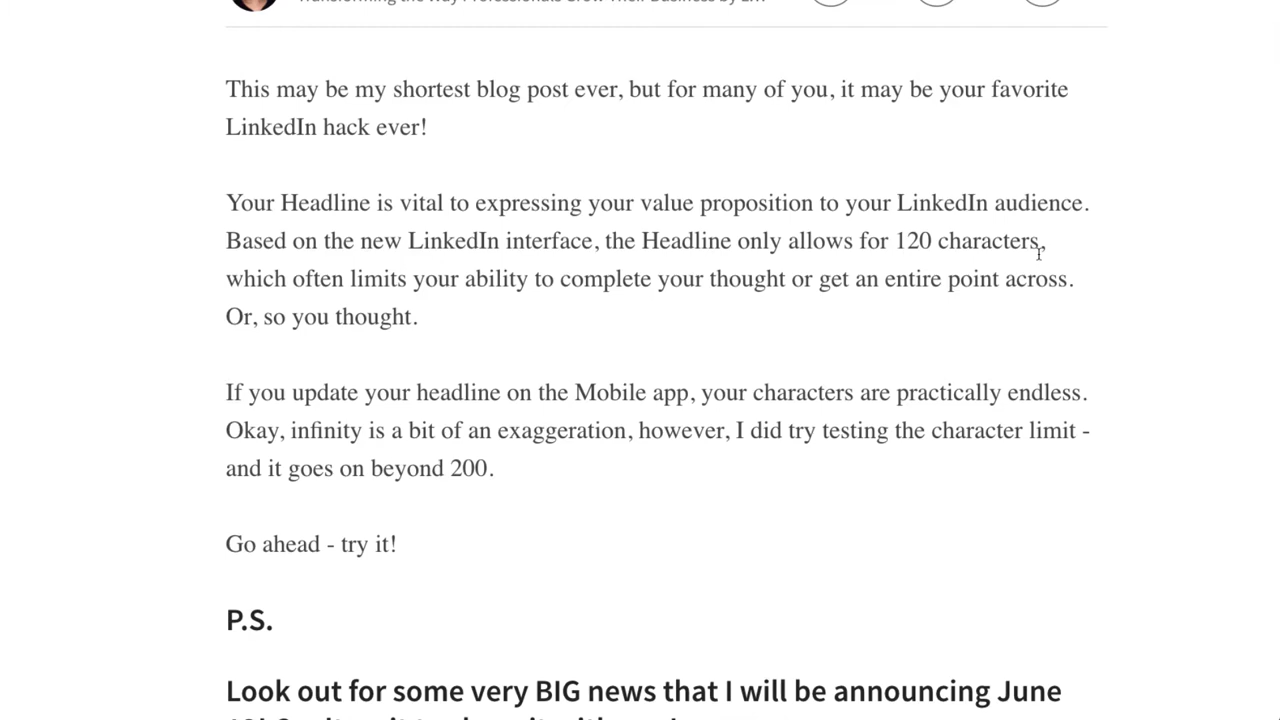 This may be my shortest blog post ever, but for many of you, it may be your favorite
LinkedIn hack ever!
Your Headline is vital to expressing your value proposition to your LinkedIn audience.
Based on the new LinkedIn interface, the Headline only allows for 120 characters,
which often limits your ability to complete your thought or get an entire point across.
Or, so you thought.
If you update your headline on the Mobile app, your characters are practically endless.
Okay, infinity is a bit of an exaggeration, however, I did try testing the character limit -
and it goes on beyond 200.
Go ahead - try it!
P.S.
Look out for some very BIG news that I will be announcing June